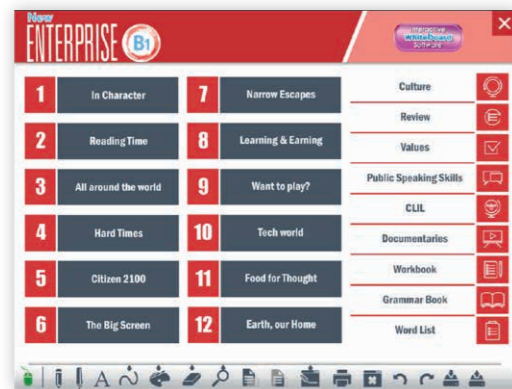 New
ENTERPRISE B1
Interactive
Whiteboard
Software
1 In Character
2 Reading Time
3 All around the world
4 Hard Times
5 Citizen 2100
6 The Big Screen
7 Narrow Escapes
8 Learning & Earning
9 Want to play?
10 Tech world
11 Food for Thought
12 Earth, our Home
Culture
Review
Values
Public Speaking Skills
CLIL
Documentaries
Workbook
Grammar Book
Word List
A